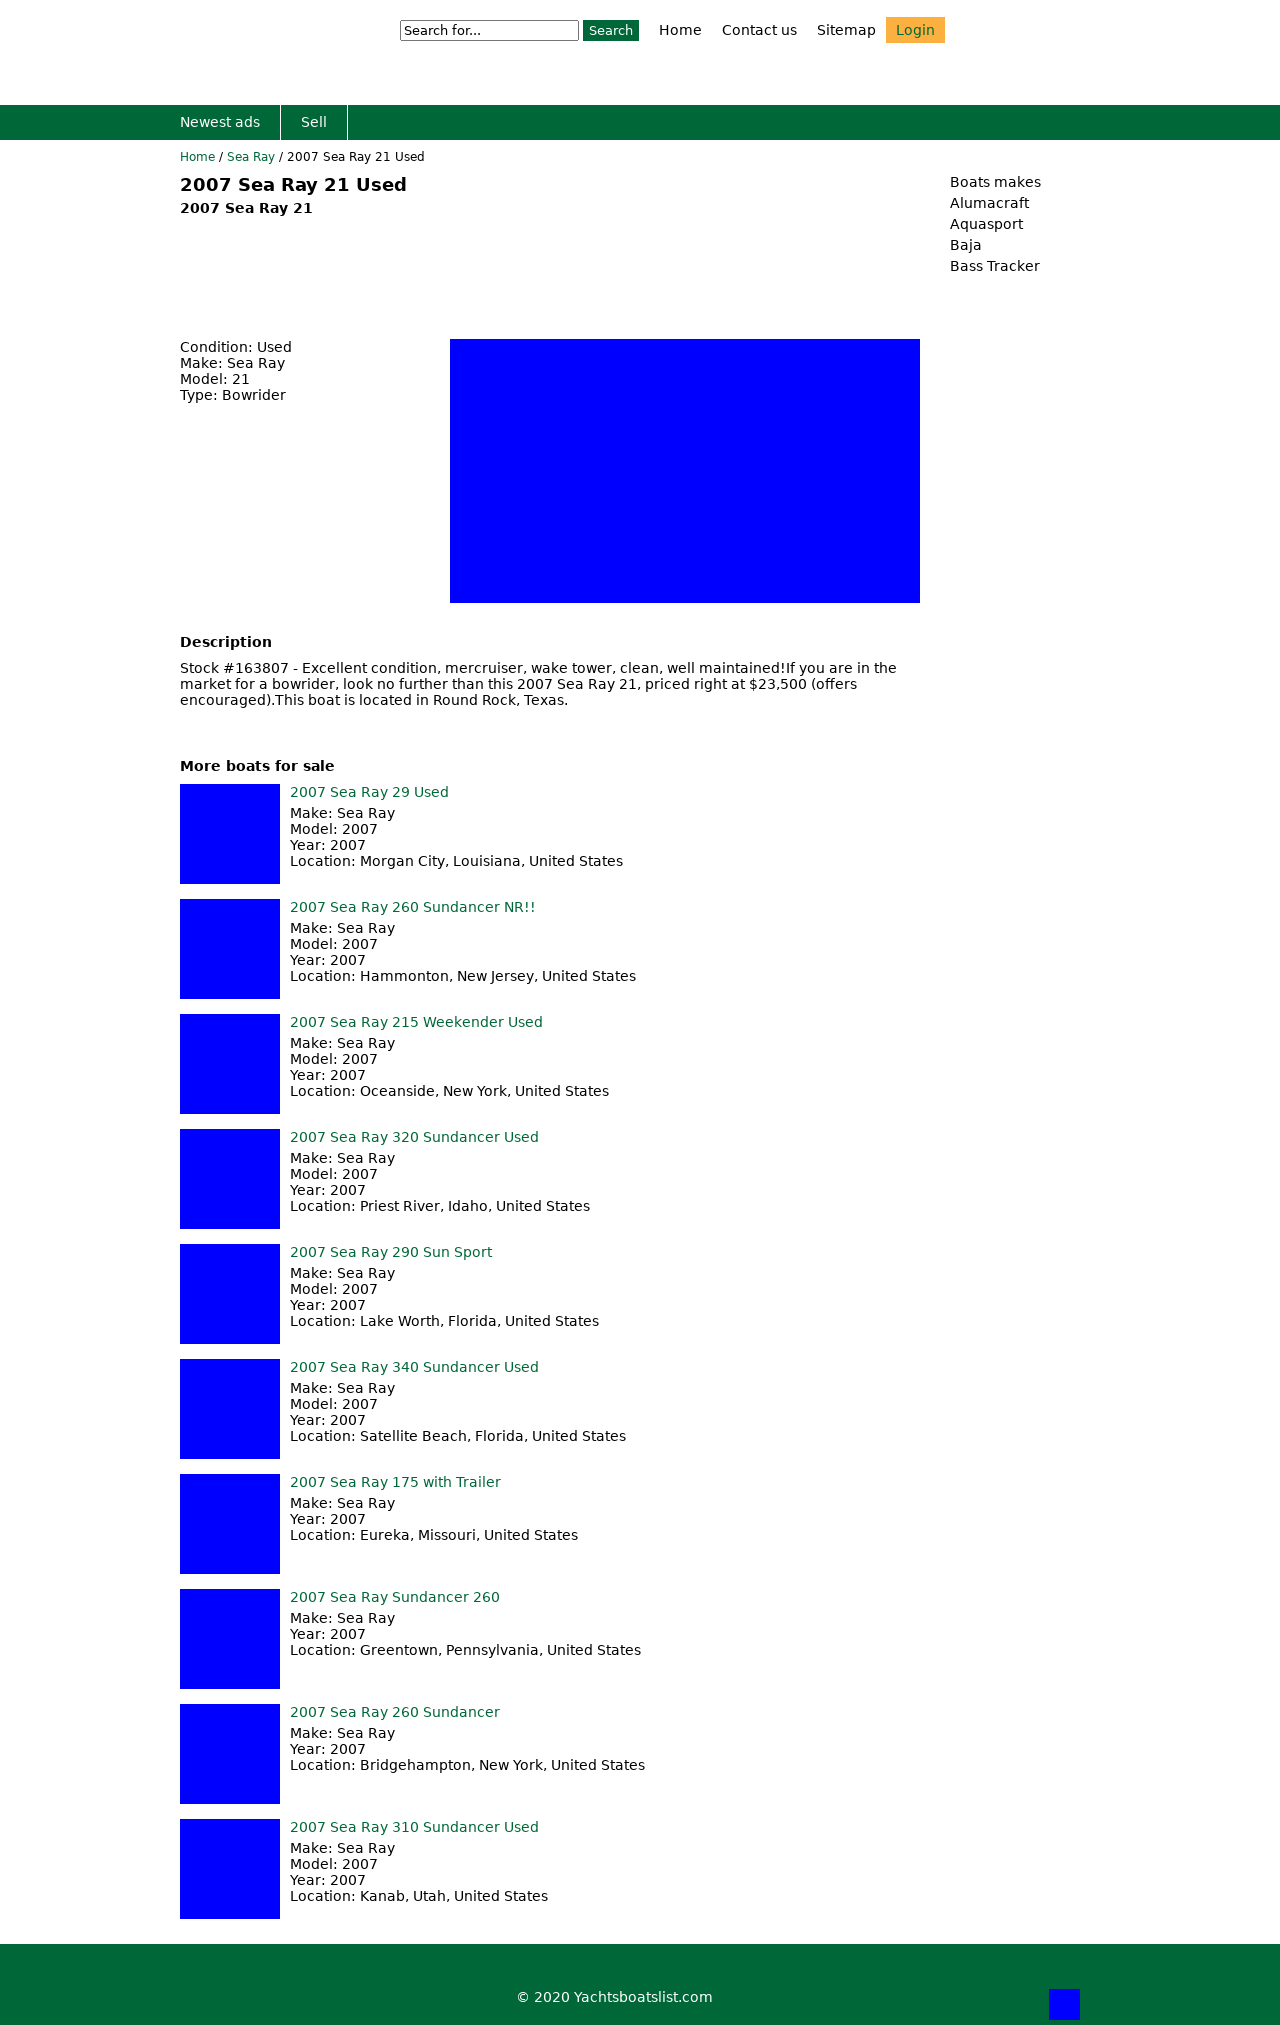 Search for...
Search
Home
Contact us
Sitemap
Login
Newest ads
Sell
Home / Sea Ray / 2007 Sea Ray 21 Used
2007 Sea Ray 21 Used
2007 Sea Ray 21
Boats makes
Alumacraft
Aquasport
Baja
Bass Tracker
Condition: Used
Make: Sea Ray
Model: 21
Type: Bowrider
Description
Stock #163807 - Excellent condition, mercruiser, wake tower, clean, well maintained!If you are in the
market for a bowrider, look no further than this 2007 Sea Ray 21, priced right at $23,500 (offers
encouraged).This boat is located in Round Rock, Texas.
More boats for sale
2007 Sea Ray 29 Used
Make: Sea Ray
Model: 2007
Year: 2007
Location: Morgan City, Louisiana, United States
2007 Sea Ray 260 Sundancer NR!!
Make: Sea Ray
Model: 2007
Year: 2007
Location: Hammonton, New Jersey, United States
2007 Sea Ray 215 Weekender Used
Make: Sea Ray
Model: 2007
Year: 2007
Location: Oceanside, New York, United States
2007 Sea Ray 320 Sundancer Used
Make: Sea Ray
Model: 2007
Year: 2007
Location: Priest River, Idaho, United States
2007 Sea Ray 290 Sun Sport
Make: Sea Ray
Model: 2007
Year: 2007
Location: Lake Worth, Florida, United States
2007 Sea Ray 340 Sundancer Used
Make: Sea Ray
Model: 2007
Year: 2007
Location: Satellite Beach, Florida, United States
2007 Sea Ray 175 with Trailer
Make: Sea Ray
Year: 2007
Location: Eureka, Missouri, United States
2007 Sea Ray Sundancer 260
Make: Sea Ray
Year: 2007
Location: Greentown, Pennsylvania, United States
2007 Sea Ray 260 Sundancer
Make: Sea Ray
Year: 2007
Location: Bridgehampton, New York, United States
2007 Sea Ray 310 Sundancer Used
Make: Sea Ray
Model: 2007
Year: 2007
Location: Kanab, Utah, United States
© 2020 Yachtsboatslist.com